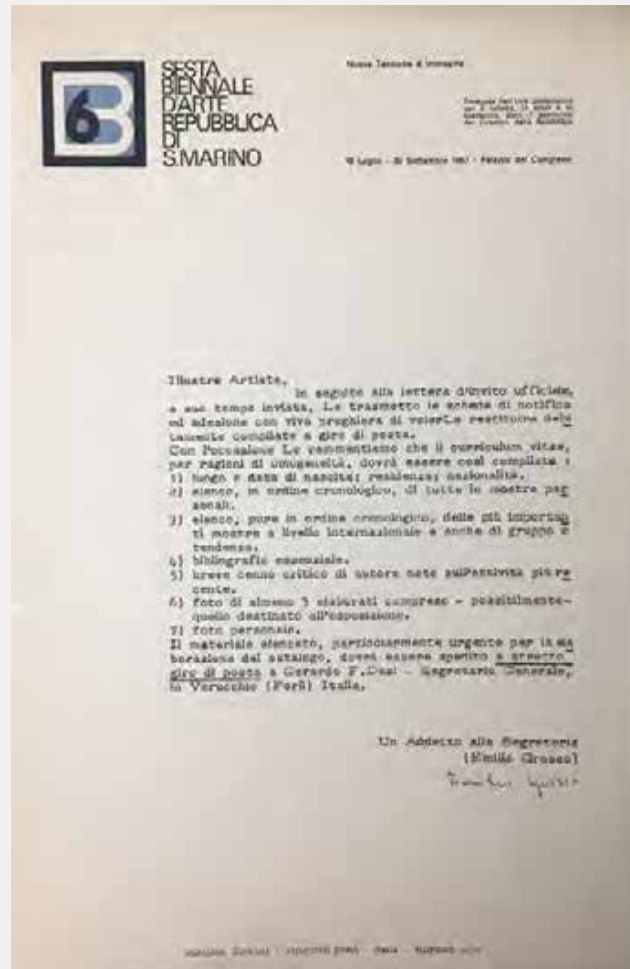 6
SESTA
BIENNALE
D'ARTE
REPUBBLICA
DI
S.MARINO
Nuove Tecniche di Immagine
15 Luglio - 30 Settembre 1967 - Palazzo dei Congressi
Illustre Artista,
in seguito alla lettera d'invito ufficiale,
a suo tempo inviata, Le trasmetto le schede di notifica
ed adesione con viva preghiera di volerLe restituire debi
tamente compilate a giro di posta.
Con l'occasione Le rammentiamo che il curriculum vitae,
per ragioni di omogeneità, dovrà essere così compilato :
1) luogo e data di nascita; residenza; nazionalità.
2) elenco, in ordine cronologico, di tutte le mostre per
sonali.
3) elenco, pure in ordine cronologico, delle più importan
ti mostre a livello internazionale e anche di gruppo e
tendenza.
4) bibliografia essenziale.
5) breve cenno critico di autore noto sull'attività più re
cente.
6) foto di almeno 3 elaborati compreso - possibilmente-
quello destinato all'esposizione.
7) foto personale.
Il materiale elencato, particolarmente urgente per la ela
borazione del catalogo, dovrà essere spedito a stretto
giro di posta a Gerardo F.Dasi - Segretario Generale,
in Verucchio (Forlì) Italia.
Un Addetto alla Segreteria
(Emilio Grosso)